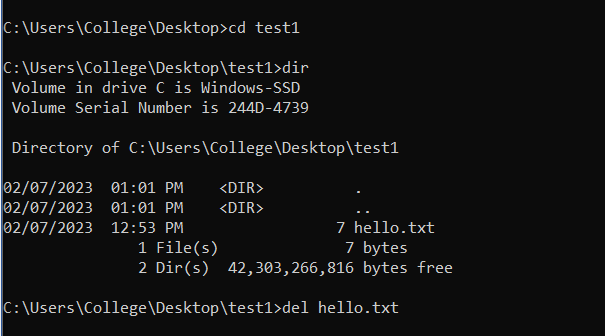 C:\Users\College\Desktop>cd test1
C:\Users\College\Desktop\test1>dir
 Volume in drive C is Windows-SSD
 Volume Serial Number is 244D-4739
 Directory of C:\Users\College\Desktop\test1
02/07/2023  01:01 PM    <DIR>          .
02/07/2023  01:01 PM    <DIR>          ..
02/07/2023  12:53 PM                 7 hello.txt
               1 File(s)              7 bytes
               2 Dir(s)  42,303,266,816 bytes free
C:\Users\College\Desktop\test1>del hello.txt